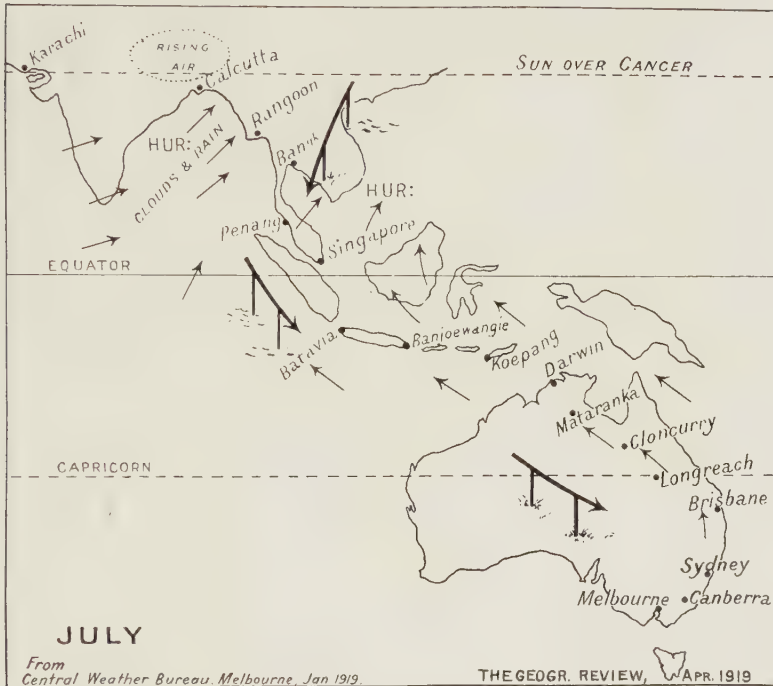 Karachi
RISING
AIR
SUN OVER CANCER
Calcutta
Rangoon
HUR:
CLOUDS & RAIN
Bangk
HUR:
Penang
Singapore
EQUATOR
Batavia
Banjoewangie
Koepang
Darwin
Mataranka
Cloncurry
CAPRICORN
Longreach
Brisbane
Sydney
Melbourne
Canberra
JULY
From
Central Weather Bureau. Melbourne, Jan 1919.
THE GEOGR. REVIEW, APR. 1919